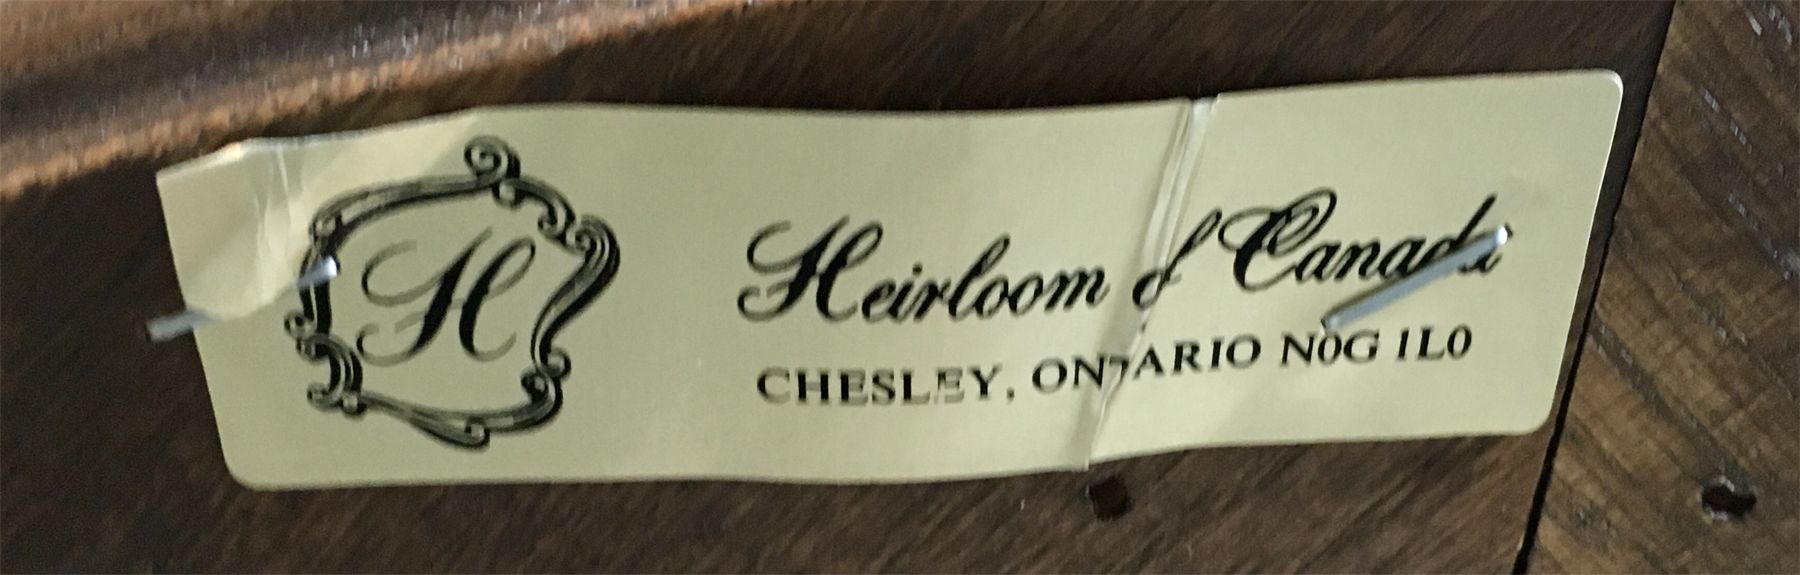 H
Heirloom of Canada
CHESLEY, ONTARIO N0G 1L0